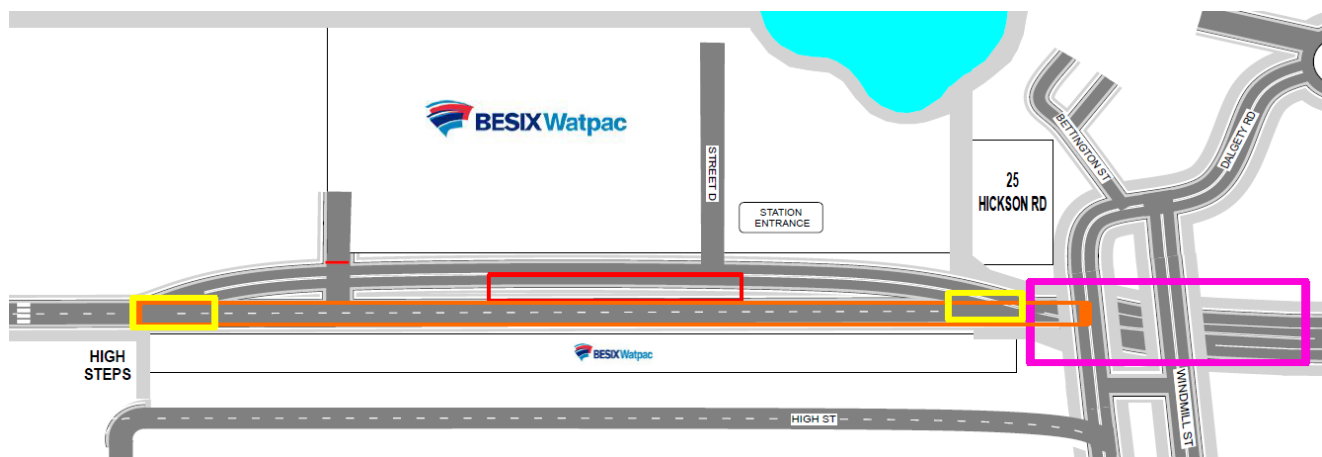 BESIX Watpac
STREET D
STATION
ENTRANCE
25
HICKSON RD
BETTINGTON ST
DALGETY RD
HIGH
STEPS
BESIX Watpac
HIGH ST
WINDMILL ST